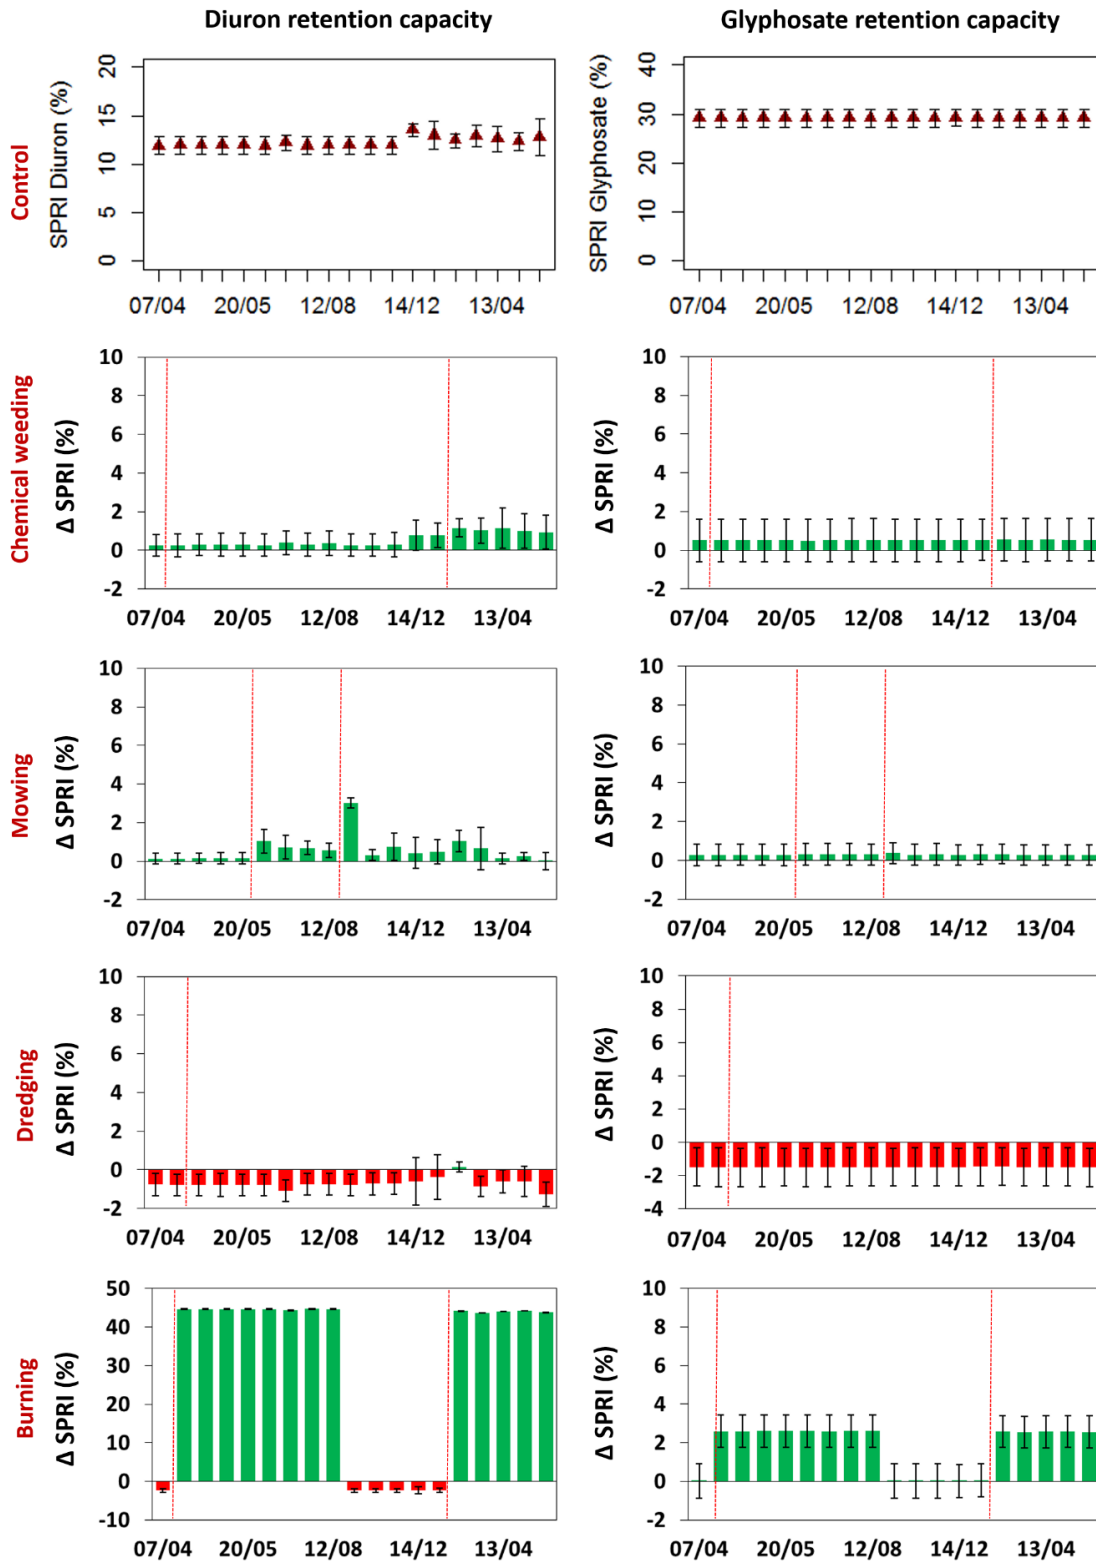 Diuron retention capacity
Glyphosate retention capacity
Control
SPRI Diuron (%)
20
15
10
5
0
07/04 20/05 12/08 14/12 13/04
SPRI Glyphosate (%)
40
30
20
10
0
07/04 20/05 12/08 14/12 13/04
Chemical weeding
Δ SPRI (%)
10
8
6
4
2
0
-2
07/04 20/05 12/08 14/12 13/04
Δ SPRI (%)
10
8
6
4
2
0
-2
07/04 20/05 12/08 14/12 13/04
Mowing
Δ SPRI (%)
10
8
6
4
2
0
-2
07/04 20/05 12/08 14/12 13/04
Δ SPRI (%)
10
8
6
4
2
0
-2
07/04 20/05 12/08 14/12 13/04
Dredging
Δ SPRI (%)
10
8
6
4
2
0
-2
07/04 20/05 12/08 14/12 13/04
Δ SPRI (%)
10
8
6
4
2
0
-2
-4
07/04 20/05 12/08 14/12 13/04
Burning
Δ SPRI (%)
50
40
30
20
10
0
-10
07/04 20/05 12/08 14/12 13/04
Δ SPRI (%)
10
8
6
4
2
0
-2
07/04 20/05 12/08 14/12 13/04